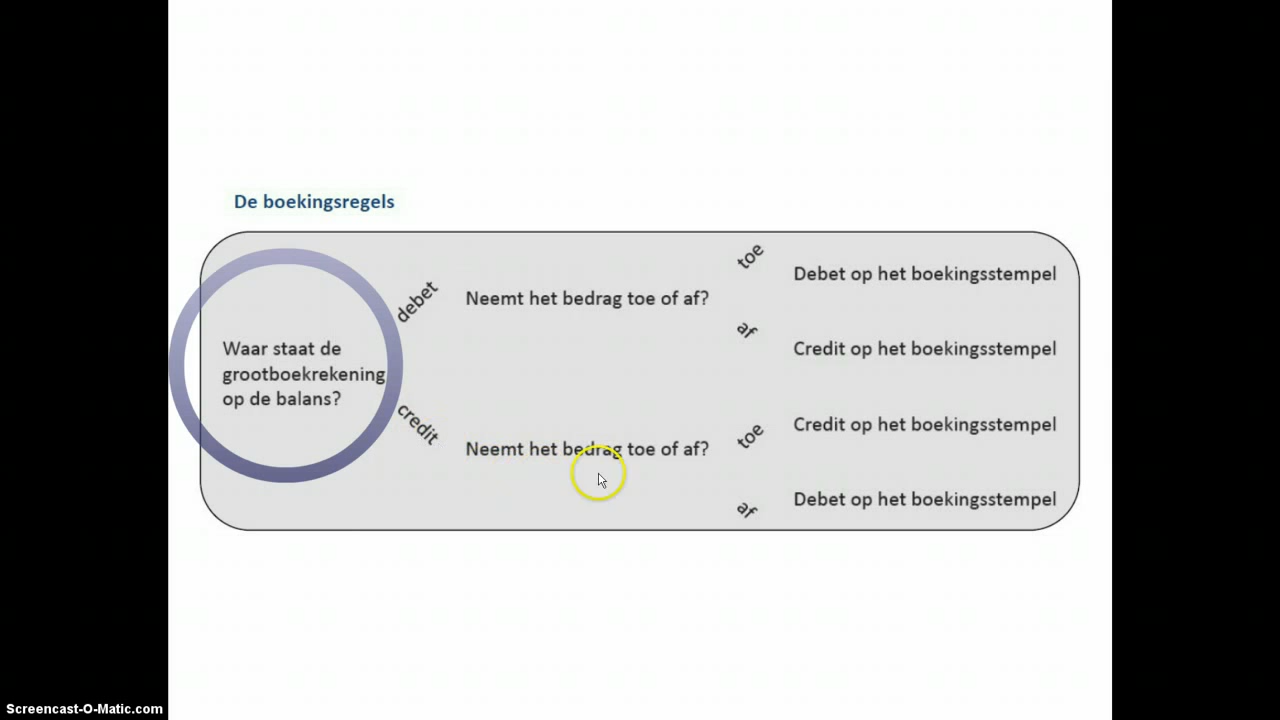 De boekingsregels
Waar staat de
grootboekrekening
op de balans?
debet
Neemt het bedrag toe of af?
toe
Debet op het boekingsstempel
af
Credit op het boekingsstempel
credit
Neemt het bedrag toe of af?
toe
Credit op het boekingsstempel
af
Debet op het boekingsstempel
Screencast-O-Matic.com